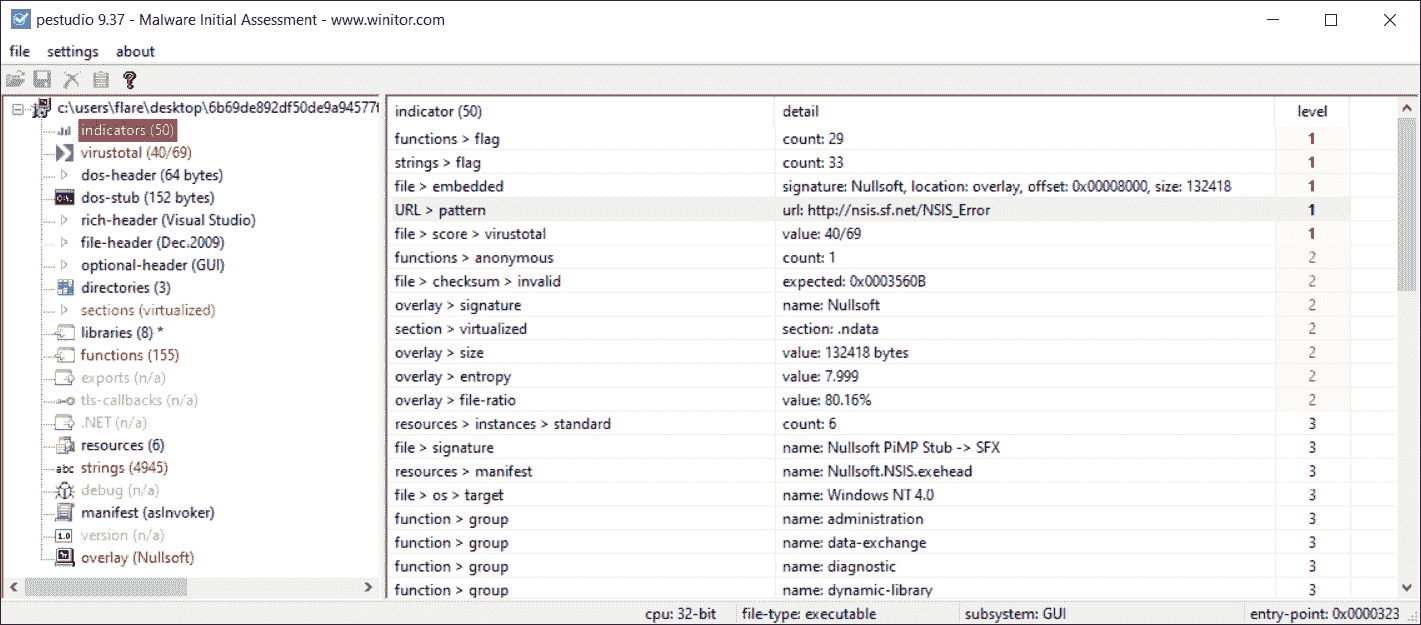 pestudio 9.37 - Malware Initial Assessment - www.winitor.com
file settings about
c:\users\flare\desktop\6b69de892df50de9a94577f
indicators (50)
virustotal (40/69)
dos-header (64 bytes)
dos-stub (152 bytes)
rich-header (Visual Studio)
file-header (Dec.2009)
optional-header (GUI)
directories (3)
sections (virtualized)
libraries (8) *
functions (155)
exports (n/a)
tls-callbacks (n/a)
.NET (n/a)
resources (6)
abc strings (4945)
debug (n/a)
manifest (asInvoker)
1.0 version (n/a)
overlay (Nullsoft)
indicator (50) detail level
functions > flag count: 29 1
strings > flag count: 33 1
file > embedded signature: Nullsoft, location: overlay, offset: 0x00008000, size: 132418 1
URL > pattern url: http://nsis.sf.net/NSIS_Error 1
file > score > virustotal value: 40/69 1
functions > anonymous count: 1 2
file > checksum > invalid expected: 0x0003560B 2
overlay > signature name: Nullsoft 2
section > virtualized section: .ndata 2
overlay > size value: 132418 bytes 2
overlay > entropy value: 7.999 2
overlay > file-ratio value: 80.16% 2
resources > instances > standard count: 6 3
file > signature name: Nullsoft PiMP Stub -> SFX 3
resources > manifest name: Nullsoft.NSIS.exehead 3
file > os > target name: Windows NT 4.0 3
function > group name: administration 3
function > group name: data-exchange 3
function > group name: diagnostic 3
function > group name: dynamic-library 3
cpu: 32-bit file-type: executable subsystem: GUI entry-point: 0x0000323